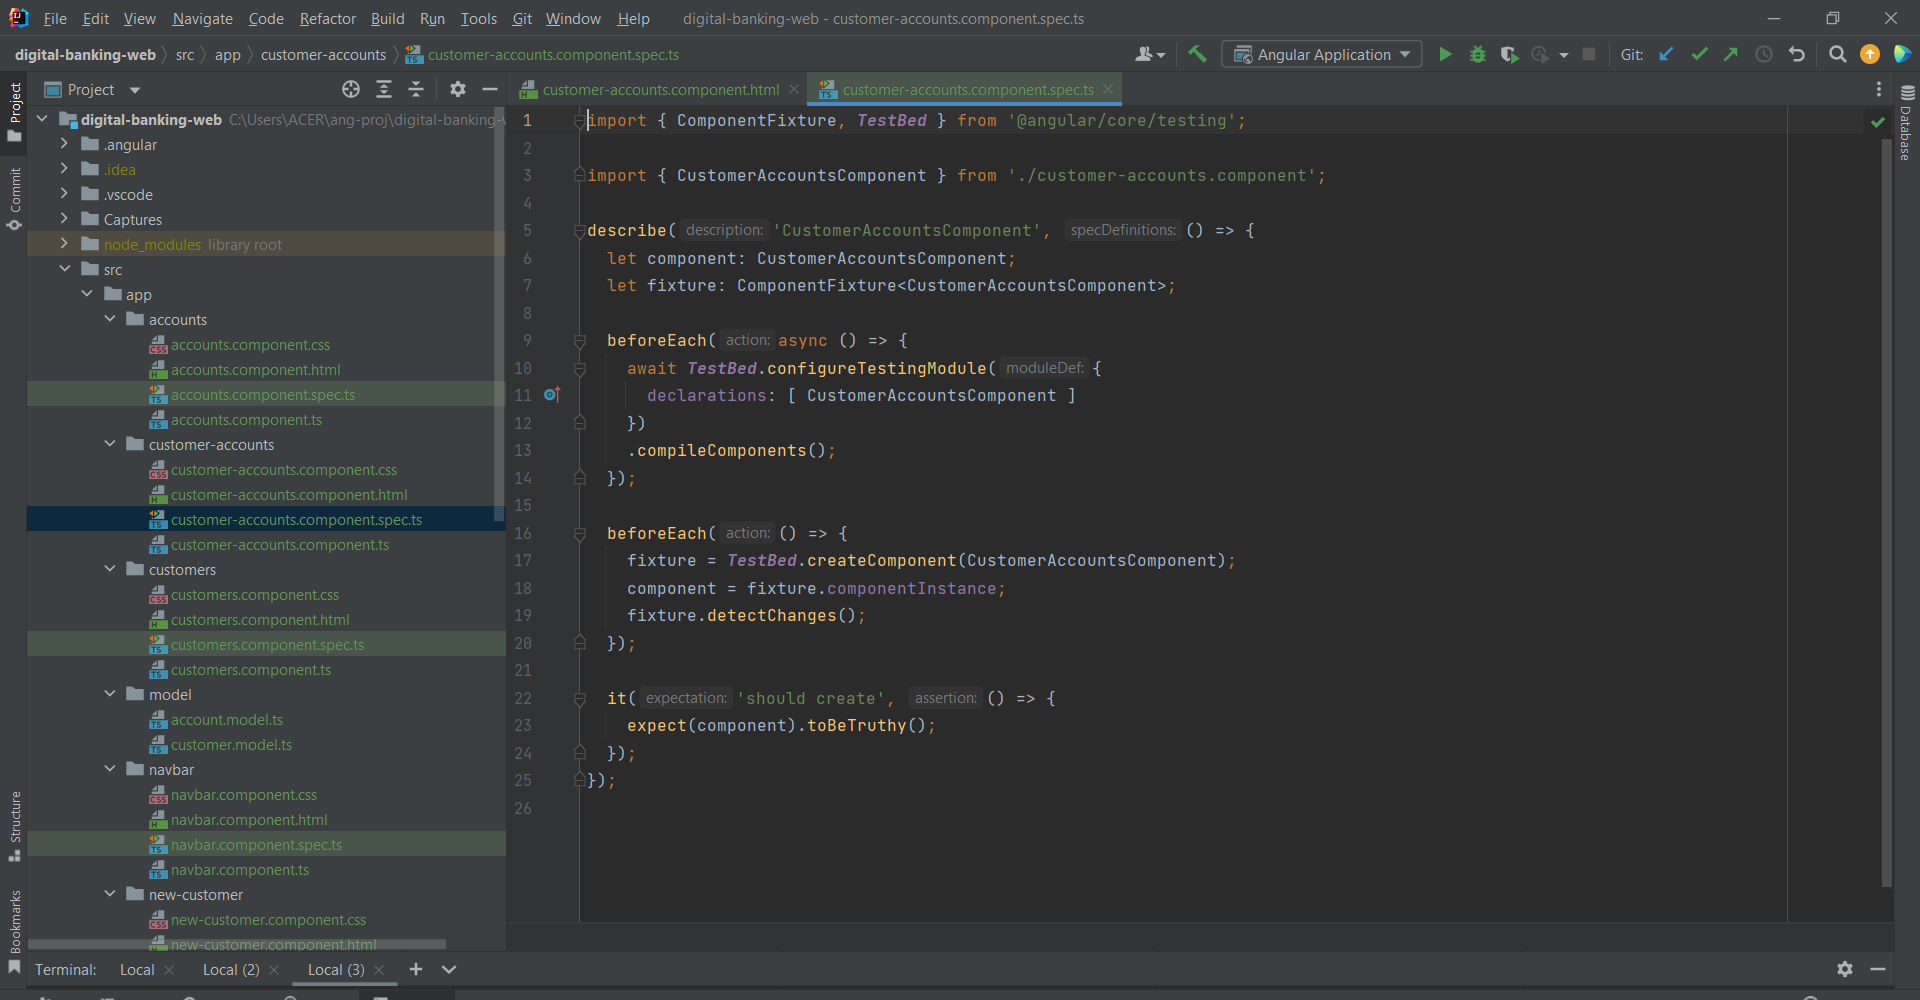 File Edit View Navigate Code Refactor Build Run Tools Git Window Help digital-banking-web - customer-accounts.component.spec.ts
digital-banking-web src app customer-accounts customer-accounts.component.spec.ts Angular Application Git:
Project
customer-accounts.component.html customer-accounts.component.spec.ts
Project
Commit
Structure
Bookmarks
Database
digital-banking-web C:\Users\ACER\ang-proj\digital-banking-w
.angular
.idea
.vscode
Captures
node_modules library root
src
app
accounts
accounts.component.css
accounts.component.html
accounts.component.spec.ts
accounts.component.ts
customer-accounts
customer-accounts.component.css
customer-accounts.component.html
customer-accounts.component.spec.ts
customer-accounts.component.ts
customers
customers.component.css
customers.component.html
customers.component.spec.ts
customers.component.ts
model
account.model.ts
customer.model.ts
navbar
navbar.component.css
navbar.component.html
navbar.component.spec.ts
navbar.component.ts
new-customer
new-customer.component.css
new-customer.component.html
1 import { ComponentFixture, TestBed } from '@angular/core/testing';
2
3 import { CustomerAccountsComponent } from './customer-accounts.component';
4
5 describe( description: 'CustomerAccountsComponent', specDefinitions: () => {
6 let component: CustomerAccountsComponent;
7 let fixture: ComponentFixture<CustomerAccountsComponent>;
8
9 beforeEach( action: async () => {
10 await TestBed.configureTestingModule( moduleDef: {
11 declarations: [ CustomerAccountsComponent ]
12 })
13 .compileComponents();
14 });
15
16 beforeEach( action: () => {
17 fixture = TestBed.createComponent(CustomerAccountsComponent);
18 component = fixture.componentInstance;
19 fixture.detectChanges();
20 });
21
22 it( expectation: 'should create', assertion: () => {
23 expect(component).toBeTruthy();
24 });
25 });
26
Terminal: Local Local (2) Local (3)